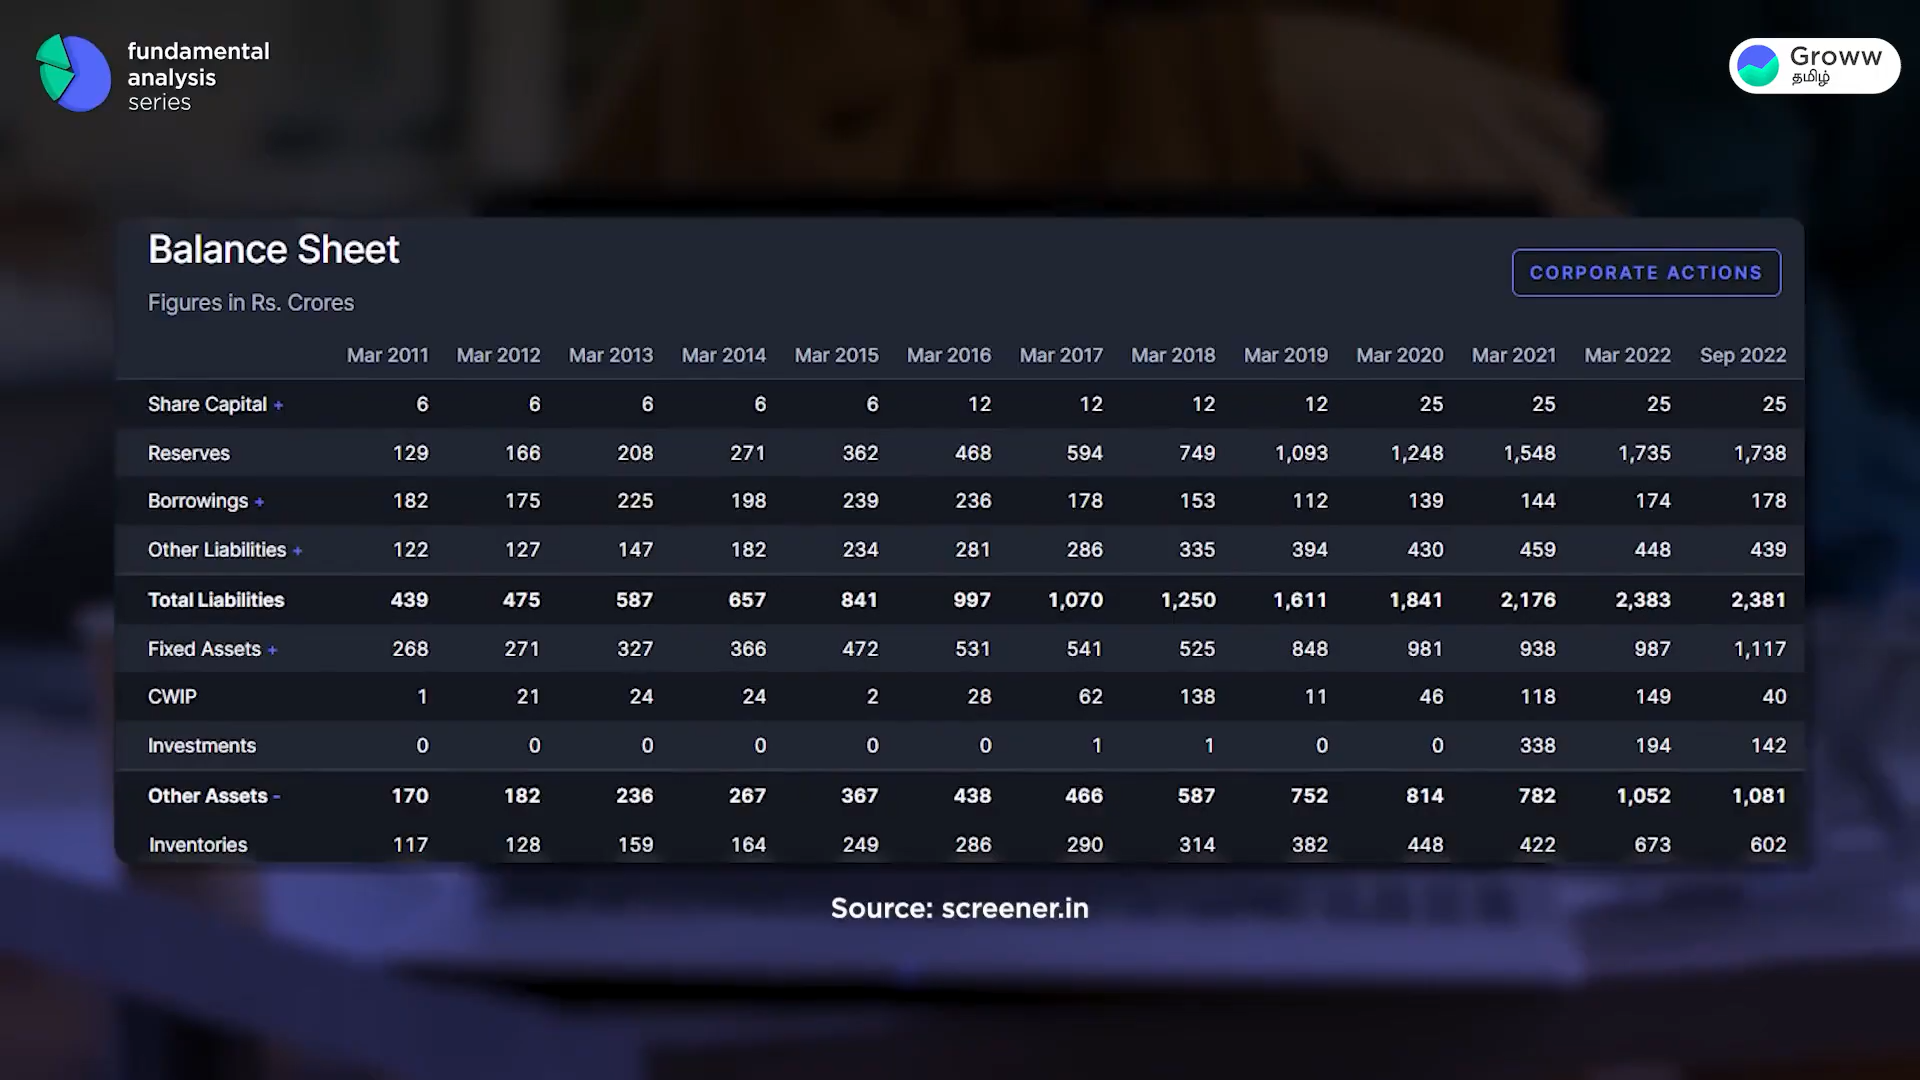 fundamental
analysis
series
Groww
தமிழ்
Balance Sheet
CORPORATE ACTIONS
Figures in Rs. Crores
Mar 2011 Mar 2012 Mar 2013 Mar 2014 Mar 2015 Mar 2016 Mar 2017 Mar 2018 Mar 2019 Mar 2020 Mar 2021 Mar 2022 Sep 2022
Share Capital + 6 6 6 6 6 12 12 12 12 25 25 25 25
Reserves 129 166 208 271 362 468 594 749 1,093 1,248 1,548 1,735 1,738
Borrowings + 182 175 225 198 239 236 178 153 112 139 144 174 178
Other Liabilities + 122 127 147 182 234 281 286 335 394 430 459 448 439
Total Liabilities 439 475 587 657 841 997 1,070 1,250 1,611 1,841 2,176 2,383 2,381
Fixed Assets + 268 271 327 366 472 531 541 525 848 981 938 987 1,117
CWIP 1 21 24 24 2 28 62 138 11 46 118 149 40
Investments 0 0 0 0 0 0 1 1 0 0 338 194 142
Other Assets - 170 182 236 267 367 438 466 587 752 814 782 1,052 1,081
Inventories 117 128 159 164 249 286 290 314 382 448 422 673 602
Source: screener.in